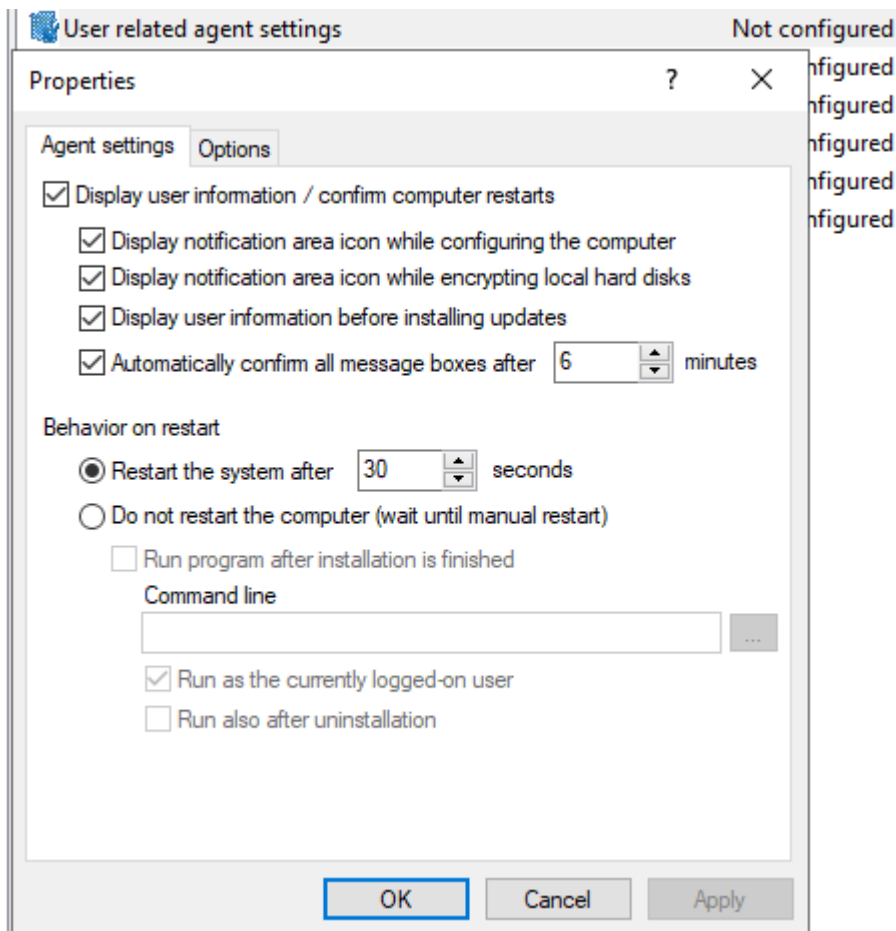 User related agent settings Not configured
Properties ?
nfigured
nfigured
Agent settings Options nfigured
Display user information / confirm computer restarts nfigured
Display notification area icon while configuring the computer nfigured
Display notification area icon while encrypting local hard disks
Display user information before installing updates
Automatically confirm all message boxes after 6 minutes
Behavior on restart
Restart the system after 30 seconds
Do not restart the computer (wait until manual restart)
Run program after installation is finished
Command line
...
Run as the currently logged-on user
Run also after uninstallation
OK Cancel Apply